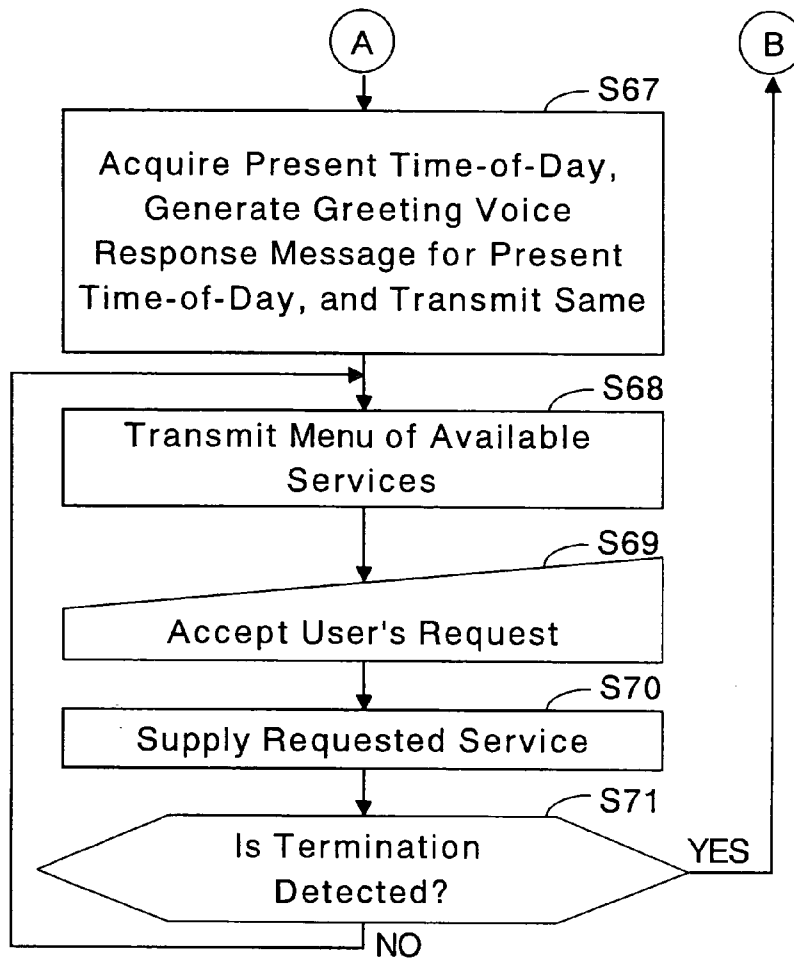 A
B
S67
Acquire Present Time-of-Day,
Generate Greeting Voice
Response Message for Present
Time-of-Day, and Transmit Same
S68
Transmit Menu of Available
Services
S69
Accept User's Request
S70
Supply Requested Service
S71
Is Termination
Detected?
YES
NO